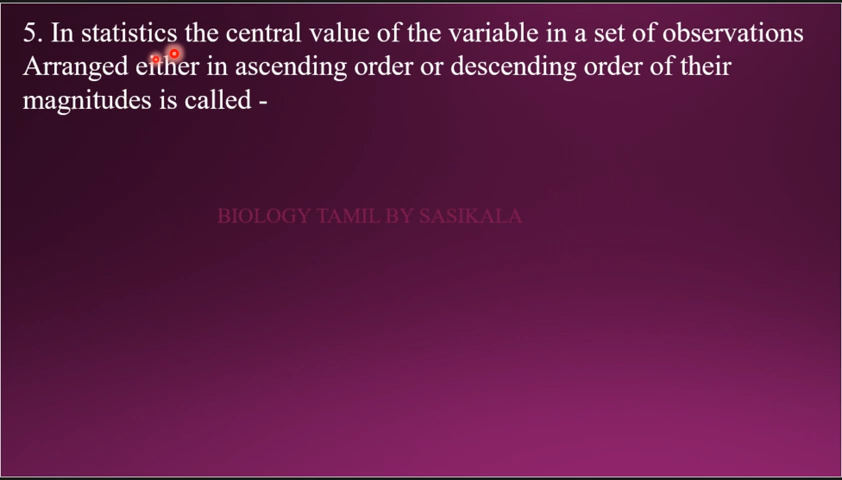 5. In statistics the central value of the variable in a set of observations
Arranged either in ascending order or descending order of their
magnitudes is called -
BIOLOGY TAMIL BY SASIKALA